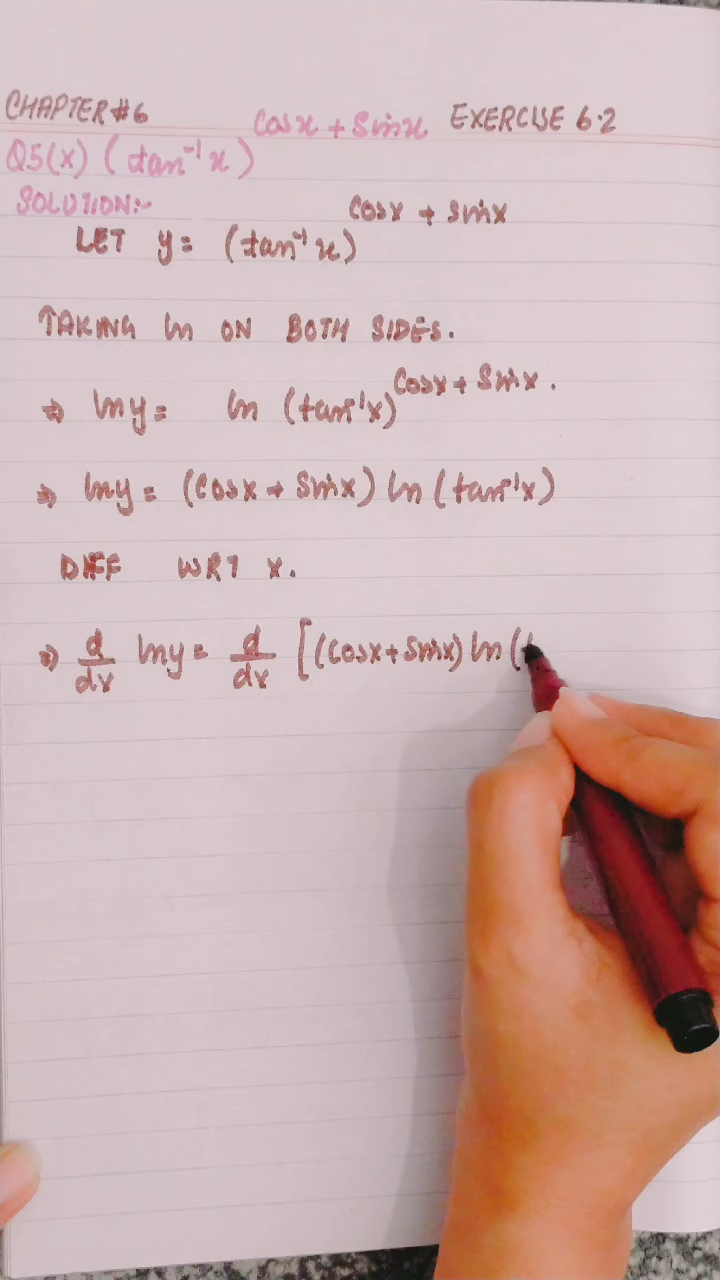 CHAPTER#6 EXERCISE 6.2
Q5(x) (tan⁻¹x)^cosx + sinx
SOLUTION:-
LET y= (tan⁻¹x)^cosx + sinx
TAKING ln ON BOTH SIDES.
⇒ lny= ln (tan⁻¹x)^cosx + sinx.
⇒ lny= (cosx + sinx) ln (tan⁻¹x)
DIFF WRT X.
⇒ d/dx lny= d/dx [(cosx+sinx) ln (